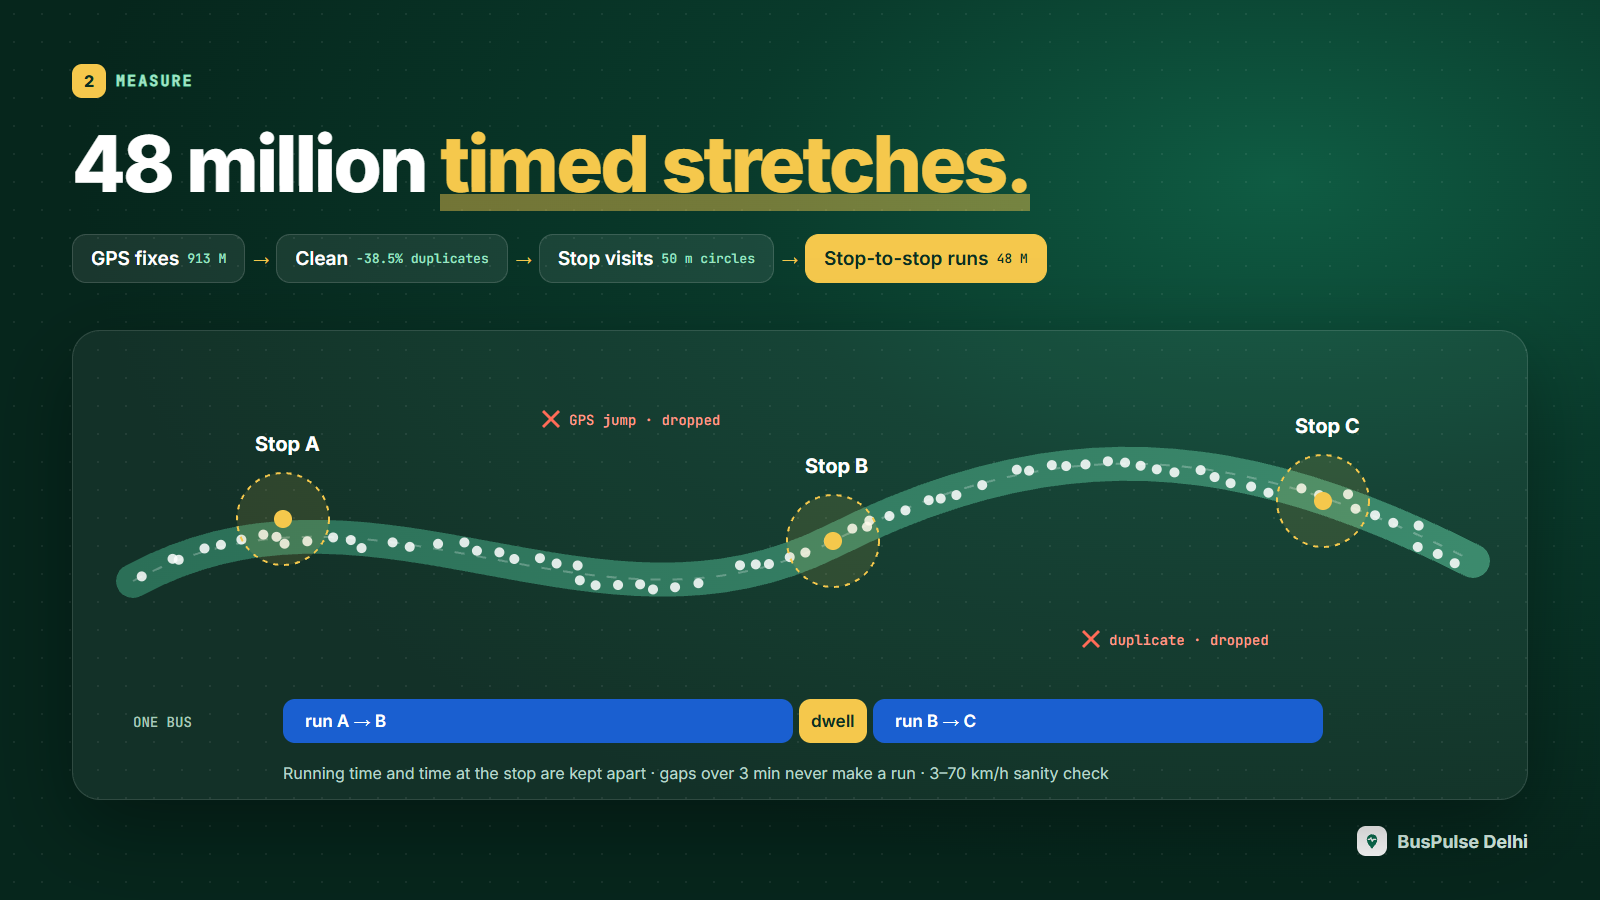 2 MEASURE
48 million timed stretches.
GPS fixes 913 M → Clean -38.5% duplicates → Stop visits 50 m circles → Stop-to-stop runs 48 M
GPS jump · dropped
Stop C
Stop A
Stop B
duplicate · dropped
ONE BUS run A → B dwell run B → C
Running time and time at the stop are kept apart · gaps over 3 min never make a run · 3–70 km/h sanity check
BusPulse Delhi